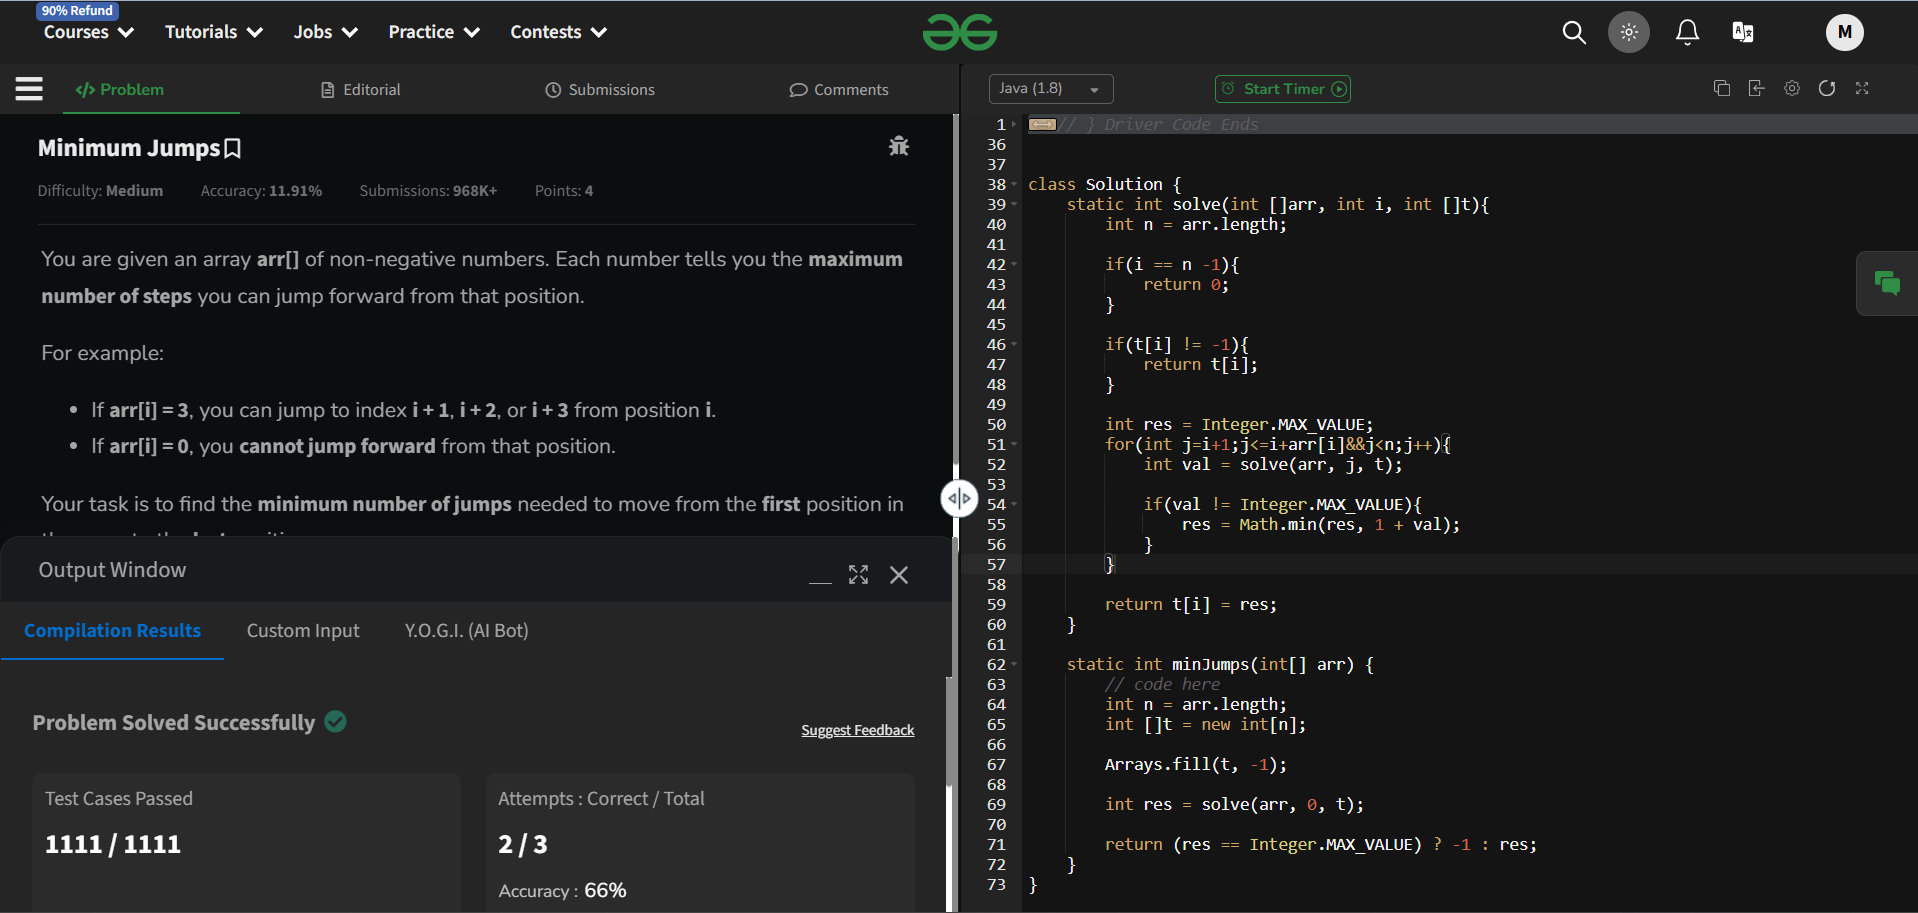 90% Refund
Courses Tutorials Jobs Practice Contests
M
</> Problem Editorial Submissions Comments
Java (1.8) Start Timer
Minimum Jumps
Difficulty: Medium Accuracy: 11.91% Submissions: 968K+ Points: 4
You are given an array arr[] of non-negative numbers. Each number tells you the maximum
number of steps you can jump forward from that position.
For example:
• If arr[i] = 3, you can jump to index i + 1, i + 2, or i + 3 from position i.
• If arr[i] = 0, you cannot jump forward from that position.
Your task is to find the minimum number of jumps needed to move from the first position in
Output Window
Compilation Results Custom Input Y.O.G.I. (AI Bot)
Problem Solved Successfully
Suggest Feedback
Test Cases Passed
1111 / 1111
Attempts : Correct / Total
2 / 3
Accuracy : 66%
1 // } Driver Code Ends
36
37
38 class Solution {
39     static int solve(int []arr, int i, int []t){
40         int n = arr.length;
41
42         if(i == n -1){
43             return 0;
44         }
45
46         if(t[i] != -1){
47             return t[i];
48         }
49
50         int res = Integer.MAX_VALUE;
51         for(int j=i+1;j<=i+arr[i]&&j<n;j++){
52             int val = solve(arr, j, t);
53
54             if(val != Integer.MAX_VALUE){
55                 res = Math.min(res, 1 + val);
56             }
57         }
58
59         return t[i] = res;
60     }
61
62     static int minJumps(int[] arr) {
63         // code here
64         int n = arr.length;
65         int []t = new int[n];
66
67         Arrays.fill(t, -1);
68
69         int res = solve(arr, 0, t);
70
71         return (res == Integer.MAX_VALUE) ? -1 : res;
72     }
73 }